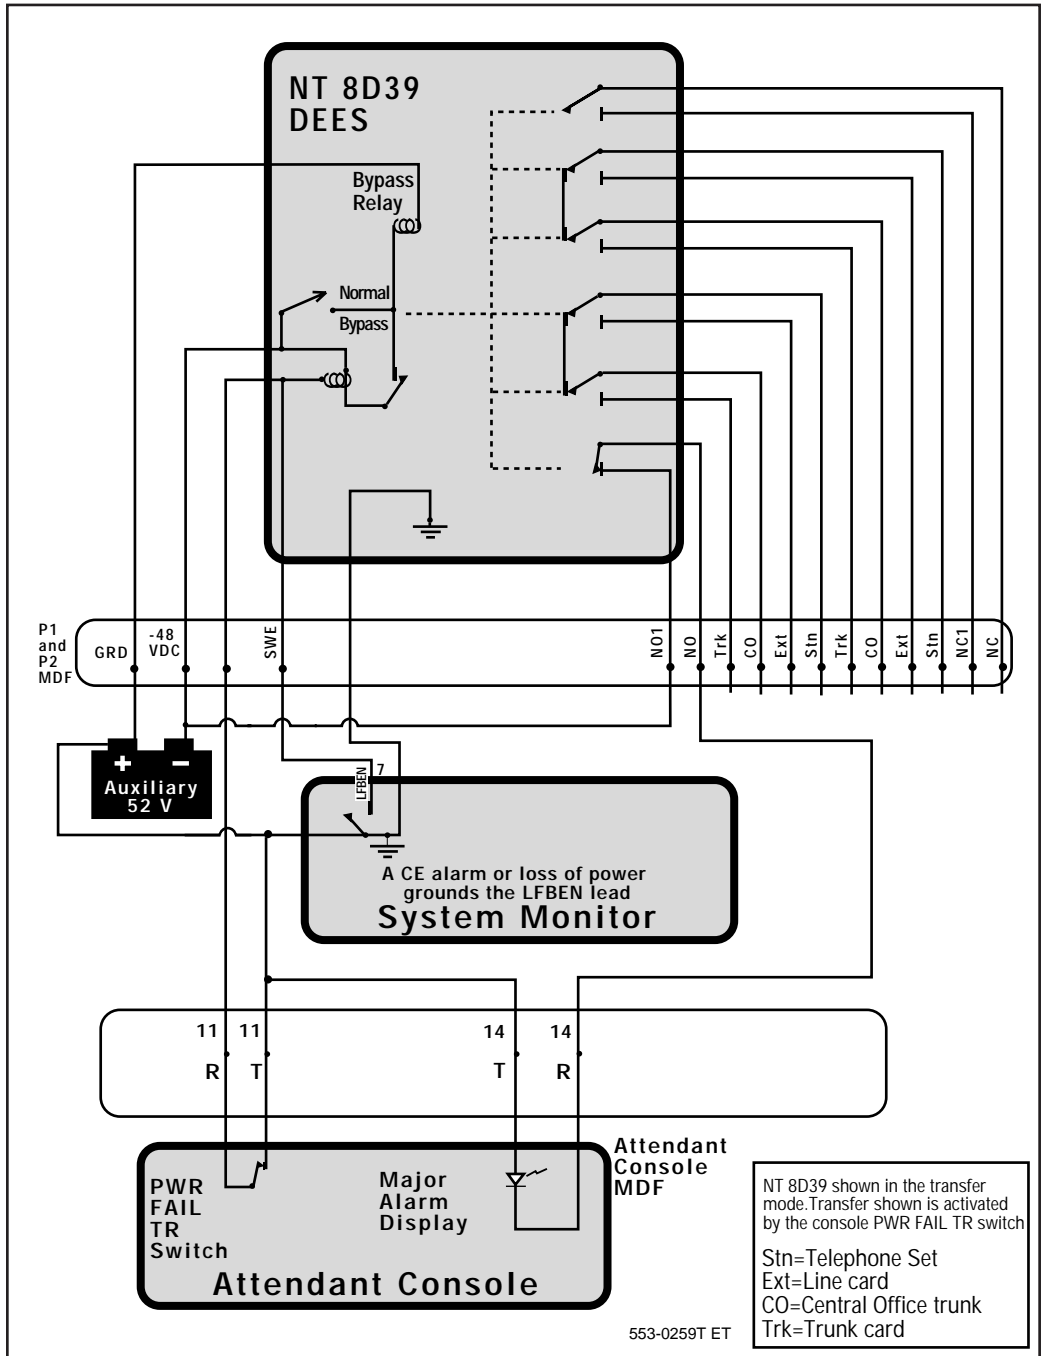 NT 8D39
DEES
Bypass
Relay
Normal
Bypass
P1
and
P2
MDF
GRD
-48
VDC
SWE
NO1
NO
Trk
CO
Ext
Stn
Trk
CO
Ext
Stn
NC1
NC
+ −
Auxiliary
52 V
LFBEN
7
A CE alarm or loss of power
grounds the LFBEN lead
System Monitor
11 11 14 14
R T T R
Attendant
Console
MDF
PWR
FAIL
TR
Switch
Major
Alarm
Display
Attendant Console
NT 8D39 shown in the transfer
mode.Transfer shown is activated
by the console PWR FAIL TR switch
Stn=Telephone Set
Ext=Line card
CO=Central Office trunk
Trk=Trunk card
553-0259T ET